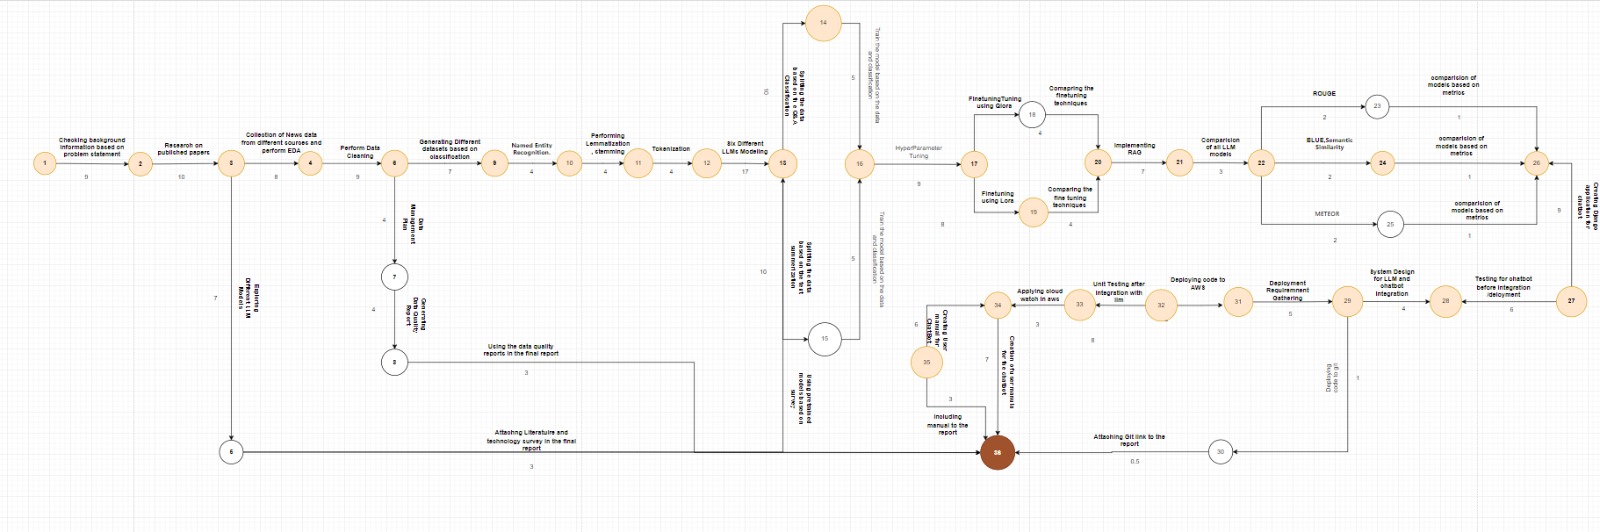 14
Train the model based on the data
and classification
5
10
Splitting the data
based on the Q&A
Classification
Checking background
information based on
problem statement
9
Research on
published papers
10
Collection of News data
from different sources and
perform EDA
8
Perform Data
Cleaning
9
Generating Different
datasets based on
classification
7
Named Entity
Recognition.
4
Performing
Lemmatization
, stemming
4
Tokenization
4
Six Different
LLMs Modeling
17
1
2
3
4
10
11
12
16
HyperParameter
Tuning
9
17
FinetuningTuning
using Qlora
18
Comapring the
finetuning
techniques
4
Finetuning
using Lora
8
19
Comparing the
fine tuning
techniques
4
20
Implementing
RAG
7
21
Comparision
of all LLM
models
3
22
ROUGE
2
23
comparision of
models based on
metrics
1
BLUE,Semantic
Similarity
2
24
comparision of
models based on
metrics
1
METEOR
2
25
comparision of
models based on
metrics
1
26
Creating Django
application for
chatbot
4
Data
Management
Plan
7
4
Generating
Data Quality
Report
Using the data quality
reports in the final report
3
7
Exploring
Different LLM
Models
Attaching Literature and
technology survey in the final
report
3
10
Splitting the data
based on the text
summerization
15
5
Train the model based on the data
and classification
Using pretrained
models based on
survey
27
Testing for chatbot
before integration
/deloyment
6
28
System Design
for LLM and
chatbot
integration
4
29
Deployment
Requiremnent
Gathering
5
31
Deploying code to
AWS
32
Unit Testing after
integration with
llm
8
33
Applying cloud
watch in aws
3
34
6
Creating User
manual for
ChatBot
35
3
including
manual to the
report
7
Creation of user manula
for the chatbot
36
Deploying
code to git
1
30
Attaching Git link to the
report
0.5